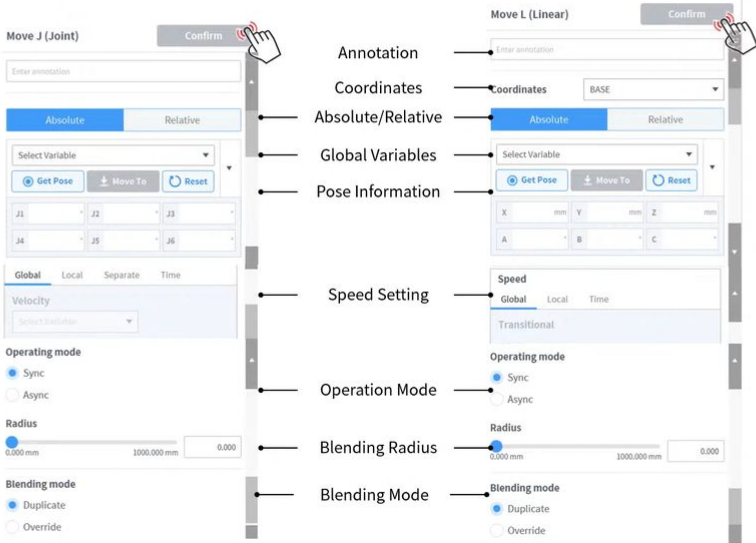 Move J (Joint)
Confirm
Enter annotation
Absolute
Relative
Select Variable
Get Pose
Move To
Reset
J1 ° J2 ° J3 °
J4 ° J5 ° J6 °
Global
Local
Separate
Time
Velocity
Select Variable
Operating mode
Sync
Async
Radius
0.000 mm
1000.000 mm
0.000
Blending mode
Duplicate
Override
Annotation
Coordinates
Absolute/Relative
Global Variables
Pose Information
Speed Setting
Operation Mode
Blending Radius
Blending Mode
Move L (Linear)
Confirm
Enter annotation
Coordinates
BASE
Absolute
Relative
Select Variable
Get Pose
Move To
Reset
X mm Y mm Z mm
A ° B ° C °
Speed
Global
Local
Time
Transitional
Operating mode
Sync
Async
Radius
0.000 mm
1000.000 mm
0.000
Blending mode
Duplicate
Override